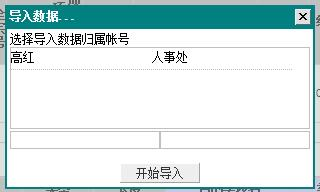 导入数据---
选择导入数据归属帐号
高红 人事处
开始导入